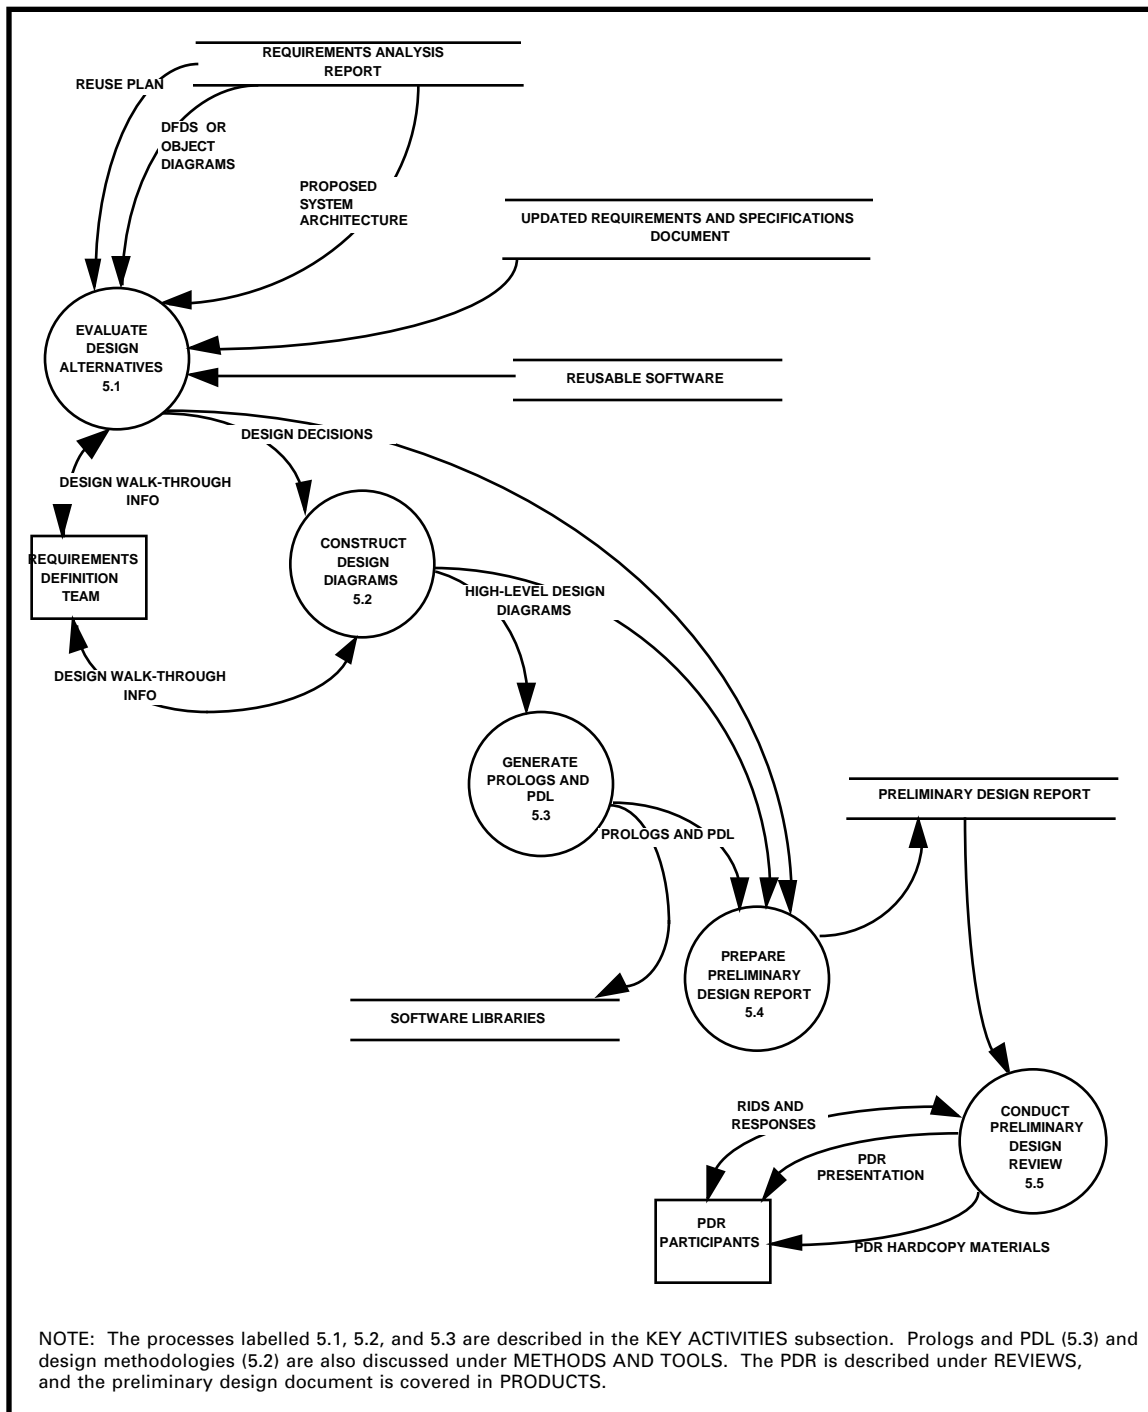 REQUIREMENTS ANALYSIS
REPORT
REUSE PLAN
DFDS OR
OBJECT
DIAGRAMS
PROPOSED
SYSTEM
ARCHITECTURE
UPDATED REQUIREMENTS AND SPECIFICATIONS
DOCUMENT
EVALUATE
DESIGN
ALTERNATIVES
5.1
REUSABLE SOFTWARE
DESIGN DECISIONS
DESIGN WALK-THROUGH
INFO
REQUIREMENTS
DEFINITION
TEAM
CONSTRUCT
DESIGN
DIAGRAMS
5.2
HIGH-LEVEL DESIGN
DIAGRAMS
DESIGN WALK-THROUGH
INFO
GENERATE
PROLOGS AND
PDL
5.3
PROLOGS AND PDL
PRELIMINARY DESIGN REPORT
PREPARE
PRELIMINARY
DESIGN REPORT
5.4
SOFTWARE LIBRARIES
RIDS AND
RESPONSES
CONDUCT
PRELIMINARY
DESIGN
REVIEW
5.5
PDR
PRESENTATION
PDR
PARTICIPANTS
PDR HARDCOPY MATERIALS
NOTE: The processes labelled 5.1, 5.2, and 5.3 are described in the KEY ACTIVITIES subsection. Prologs and PDL (5.3) and
design methodologies (5.2) are also discussed under METHODS AND TOOLS. The PDR is described under REVIEWS,
and the preliminary design document is covered in PRODUCTS.